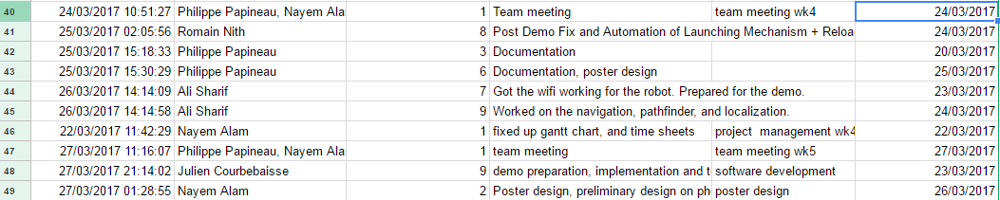 40 24/03/2017 10:51:27 Philippe Papineau, Nayem Ala 1 Team meeting team meeting wk4 24/03/2017
41 25/03/2017 02:05:56 Romain Nith 8 Post Demo Fix and Automation of Launching Mechanism + Reloa 24/03/2017
42 25/03/2017 15:18:33 Philippe Papineau 3 Documentation 20/03/2017
43 25/03/2017 15:30:29 Philippe Papineau 6 Documentation, poster design 25/03/2017
44 26/03/2017 14:14:09 Ali Sharif 7 Got the wifi working for the robot. Prepared for the demo. 23/03/2017
45 26/03/2017 14:14:58 Ali Sharif 9 Worked on the navigation, pathfinder, and localization. 24/03/2017
46 22/03/2017 11:42:29 Nayem Alam 1 fixed up gantt chart, and time sheets project management wk4 22/03/2017
47 27/03/2017 11:16:07 Philippe Papineau, Nayem Ala 1 team meeting team meeting wk5 27/03/2017
48 27/03/2017 21:14:02 Julien Courbebaisse 9 demo preparation, implementation and t software development 23/03/2017
49 27/03/2017 01:28:55 Nayem Alam 2 Poster design, preliminary design on ph poster design 26/03/2017